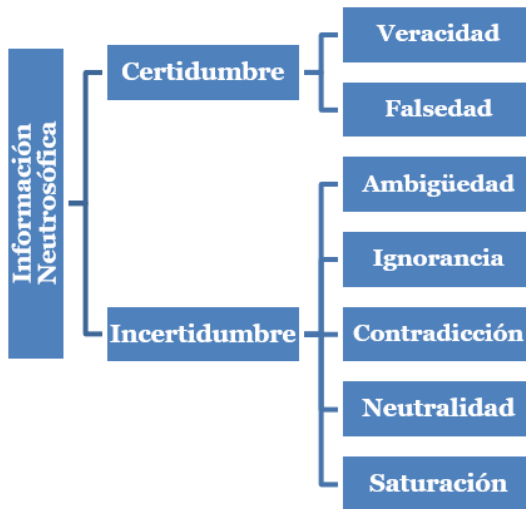 Información
Neutrosófica
Certidumbre
Veracidad
Falsedad
Incertidumbre
Ambigüedad
Ignorancia
Contradicción
Neutralidad
Saturación